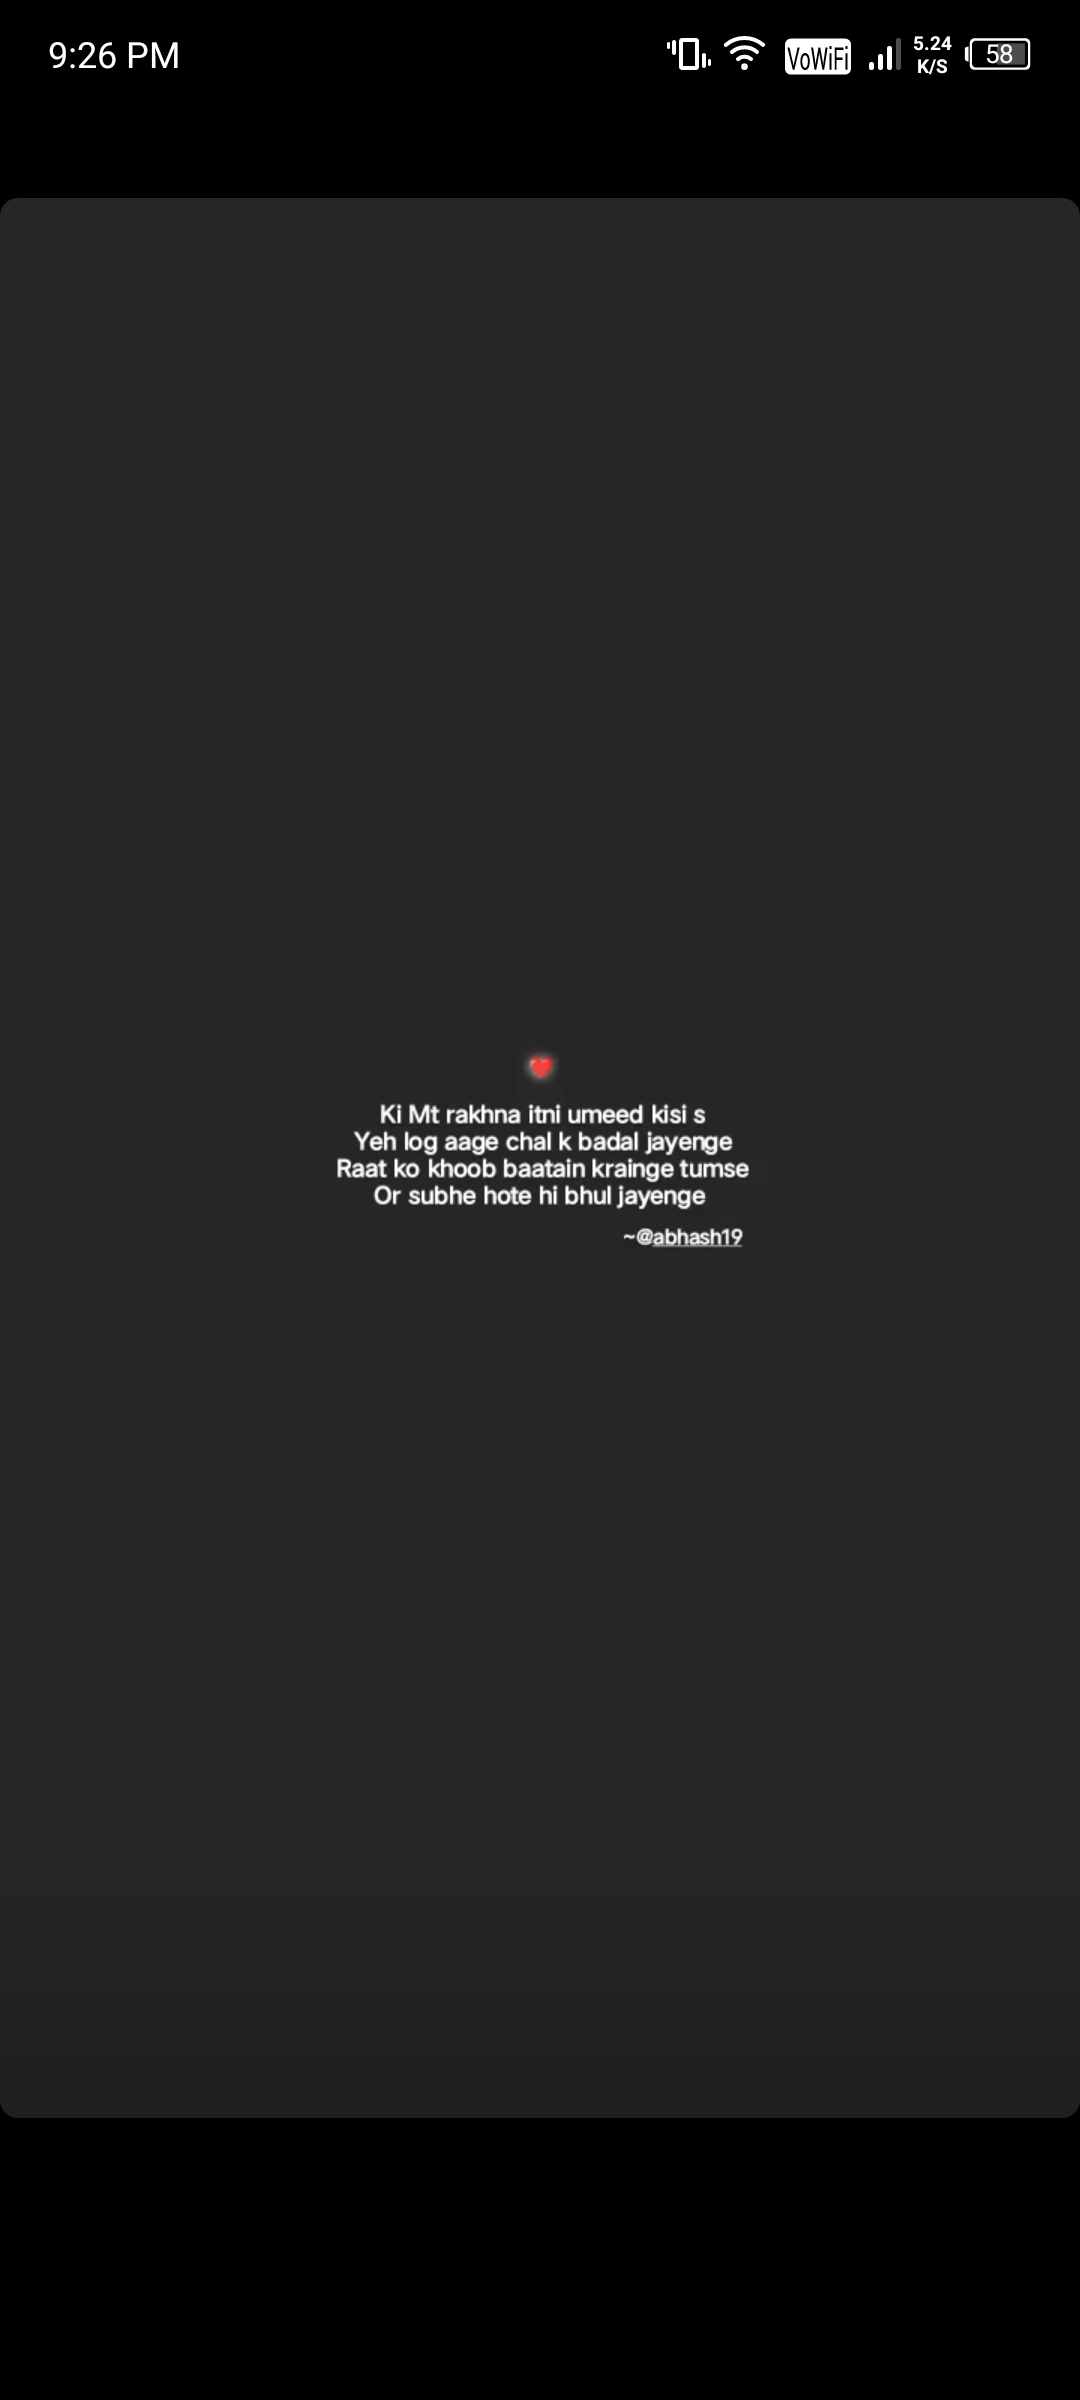 9:26 PM
VoWiFi
5.24
K/S
58
❤️
Ki Mt rakhna itni umeed kisi s
Yeh log aage chal k badal jayenge
Raat ko khoob baatain krainge tumse
Or subhe hote hi bhul jayenge
~@abhash19